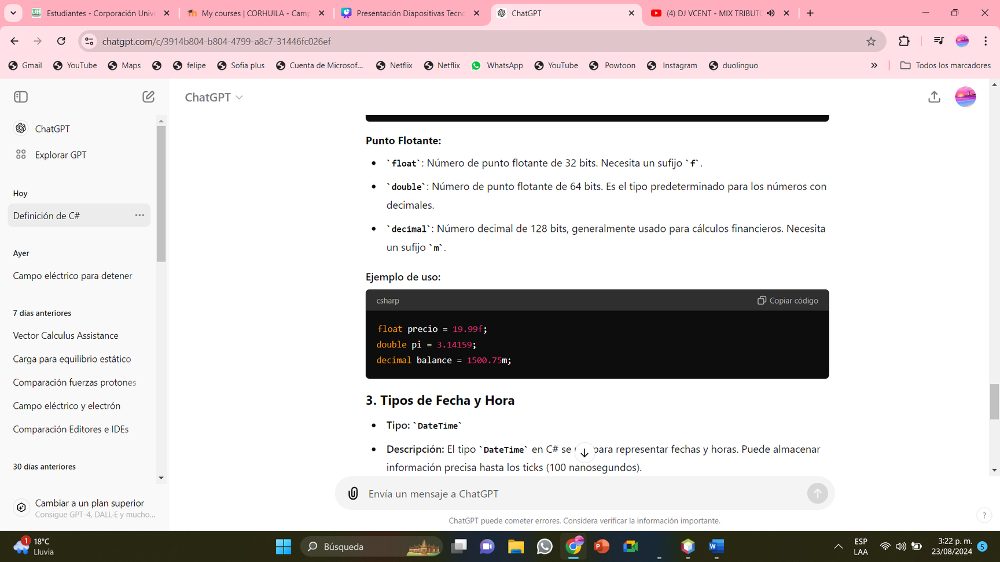 Estudiantes - Corporación Unive
My courses | CORHUILA - Camp
Presentación Diapositivas Tecno
ChatGPT
(4) DJ VCENT - MIX TRIBUTO
chatgpt.com/c/3914b804-b804-4799-a8c7-31446fc026ef
Gmail
YouTube
Maps
felipe
Sofia plus
Cuenta de Microsof...
Netflix
Netflix
WhatsApp
YouTube
Powtoon
Instagram
duolinguo
Todos los marcadores
ChatGPT
Explorar GPT
Hoy
Definición de C#
Ayer
Campo eléctrico para detener
7 días anteriores
Vector Calculus Assistance
Carga para equilibrio estático
Comparación fuerzas protones
Campo eléctrico y electrón
Comparación Editores e IDEs
30 días anteriores
Cambiar a un plan superior
Consigue GPT-4, DALL·E y mucho...
ChatGPT
Punto Flotante:
• `float`: Número de punto flotante de 32 bits. Necesita un sufijo `f`.
• `double`: Número de punto flotante de 64 bits. Es el tipo predeterminado para los números con
decimales.
• `decimal`: Número decimal de 128 bits, generalmente usado para cálculos financieros. Necesita
un sufijo `m`.
Ejemplo de uso:
csharp
Copiar código
float precio = 19.99f;
double pi = 3.14159;
decimal balance = 1500.75m;
3. Tipos de Fecha y Hora
• Tipo: `DateTime`
• Descripción: El tipo `DateTime` en C# se para representar fechas y horas. Puede almacenar
información precisa hasta los ticks (100 nanosegundos).
Envía un mensaje a ChatGPT
ChatGPT puede cometer errores. Considera verificar la información importante.
?
1
18°C
Lluvia
Búsqueda
ESP
LAA
3:22 p. m.
23/08/2024
5